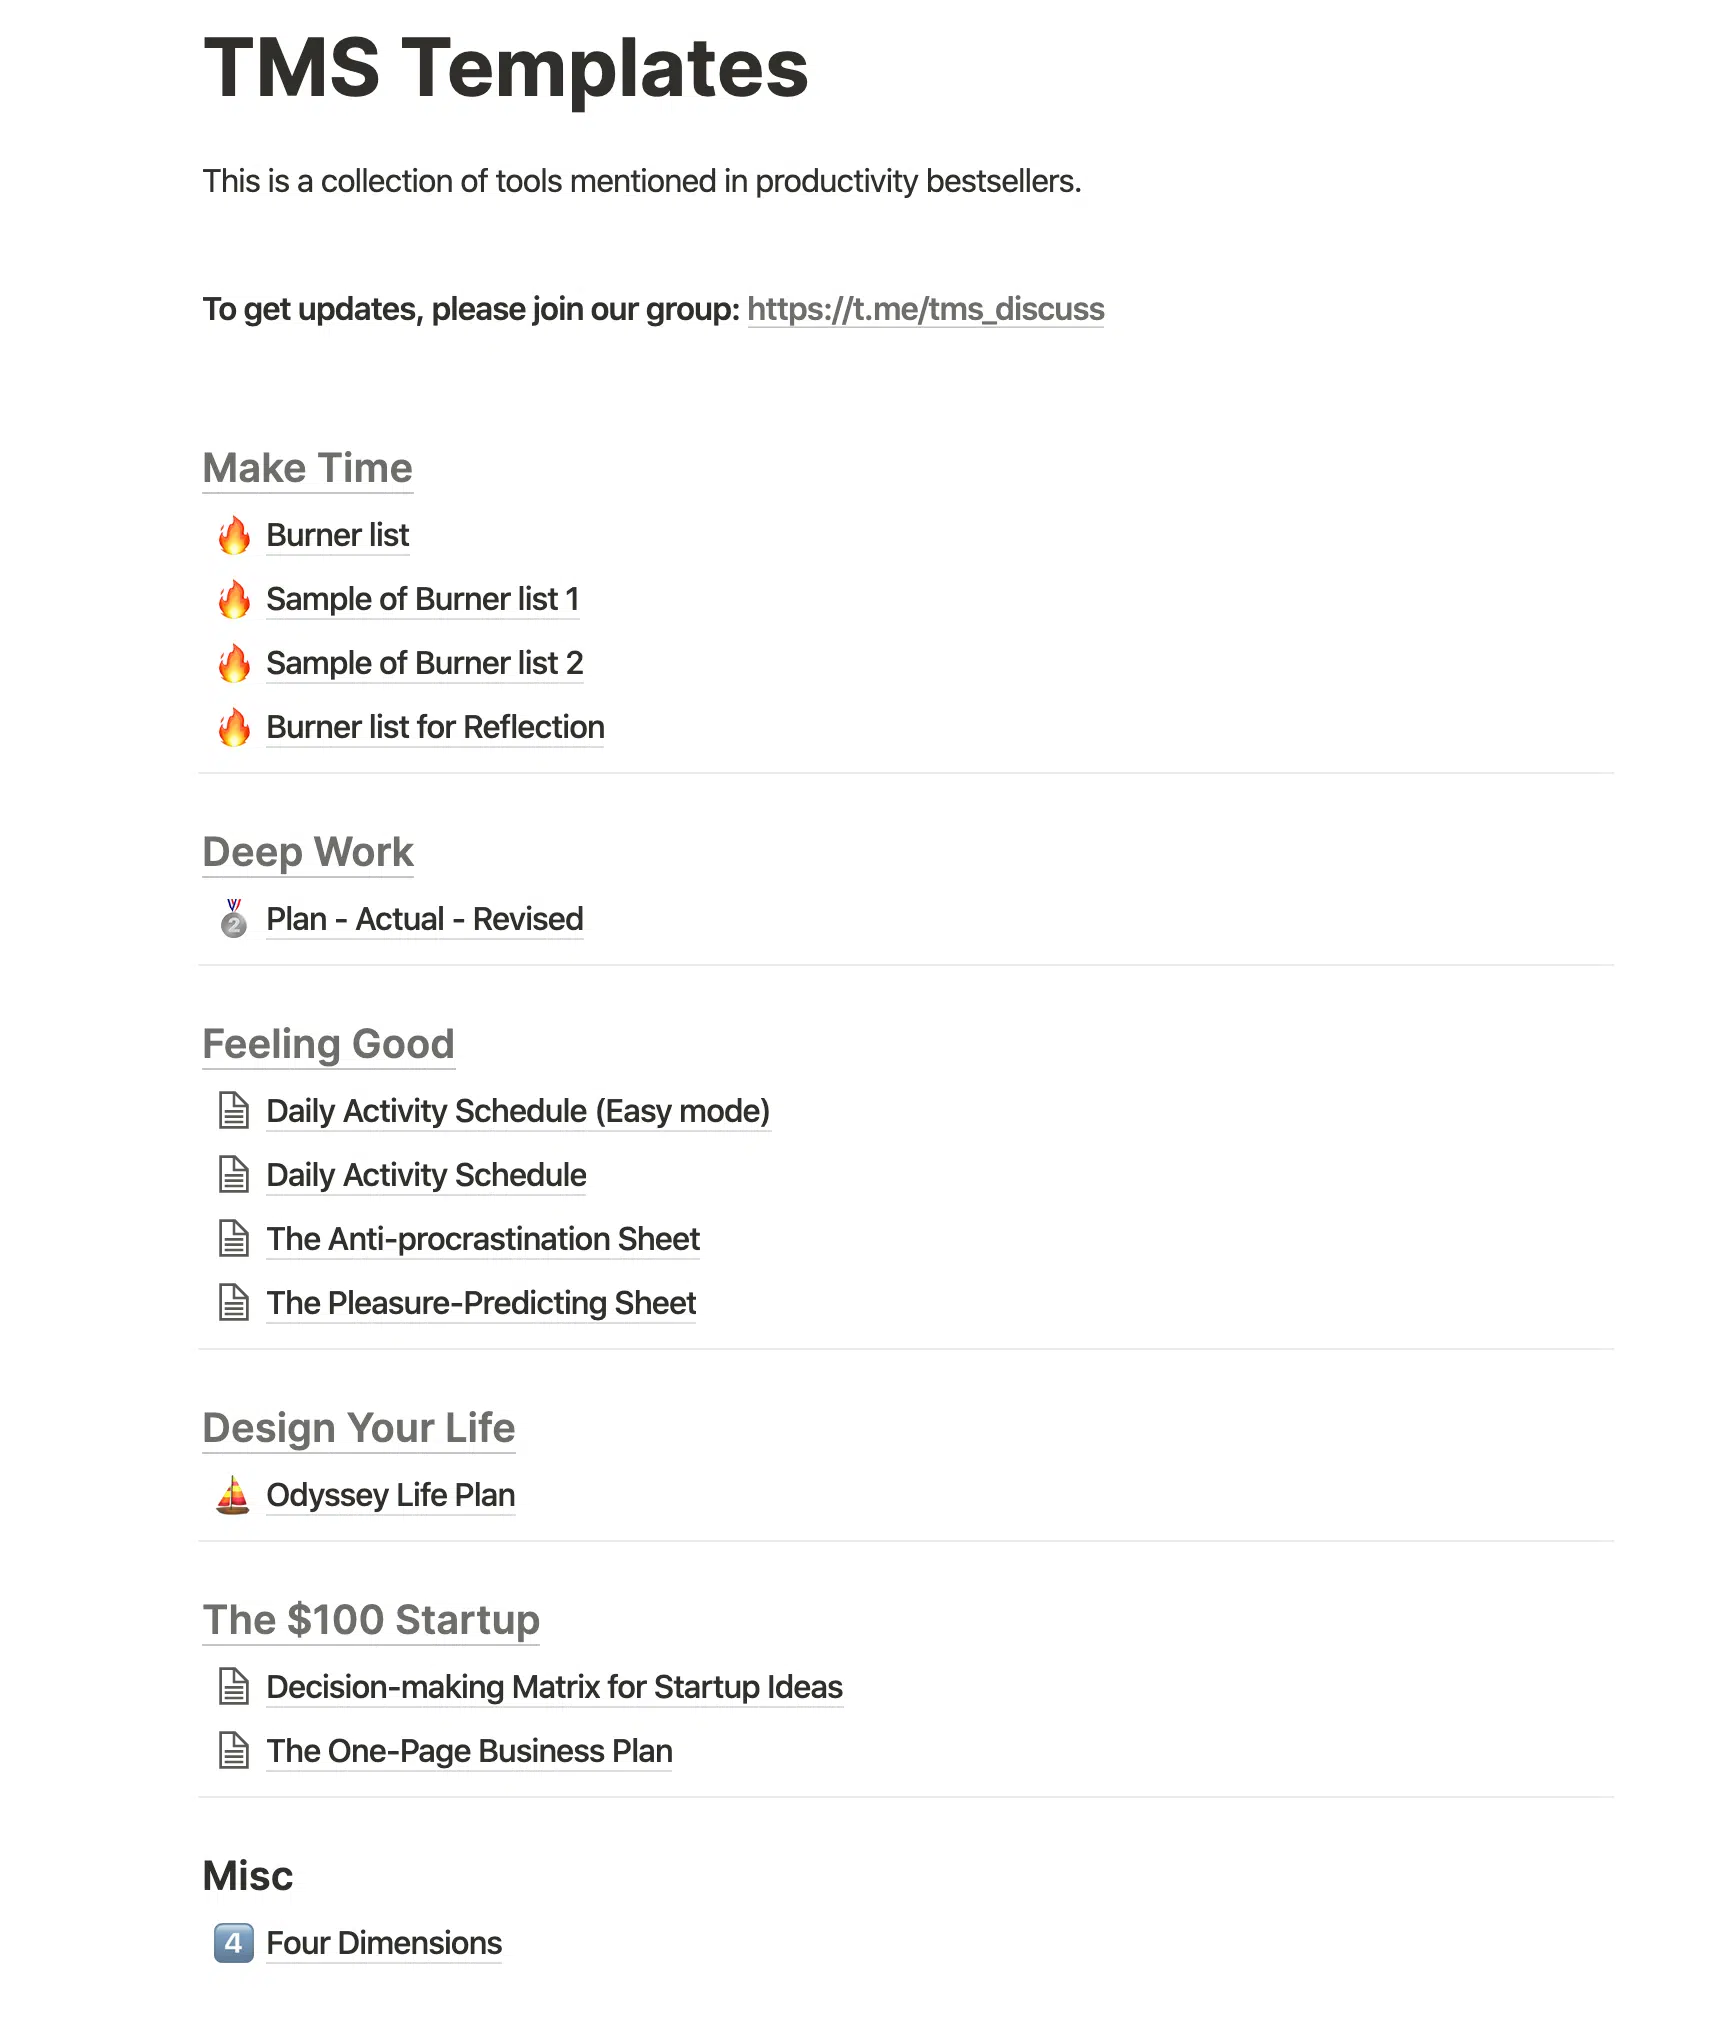 TMS Templates
This is a collection of tools mentioned in productivity bestsellers.
To get updates, please join our group: https://t.me/tms_discuss
Make Time
🔥 Burner list
🔥 Sample of Burner list 1
🔥 Sample of Burner list 2
🔥 Burner list for Reflection
Deep Work
🥈 Plan - Actual - Revised
Feeling Good
Daily Activity Schedule (Easy mode)
Daily Activity Schedule
The Anti-procrastination Sheet
The Pleasure-Predicting Sheet
Design Your Life
⛵ Odyssey Life Plan
The $100 Startup
Decision-making Matrix for Startup Ideas
The One-Page Business Plan
Misc
4️⃣ Four Dimensions